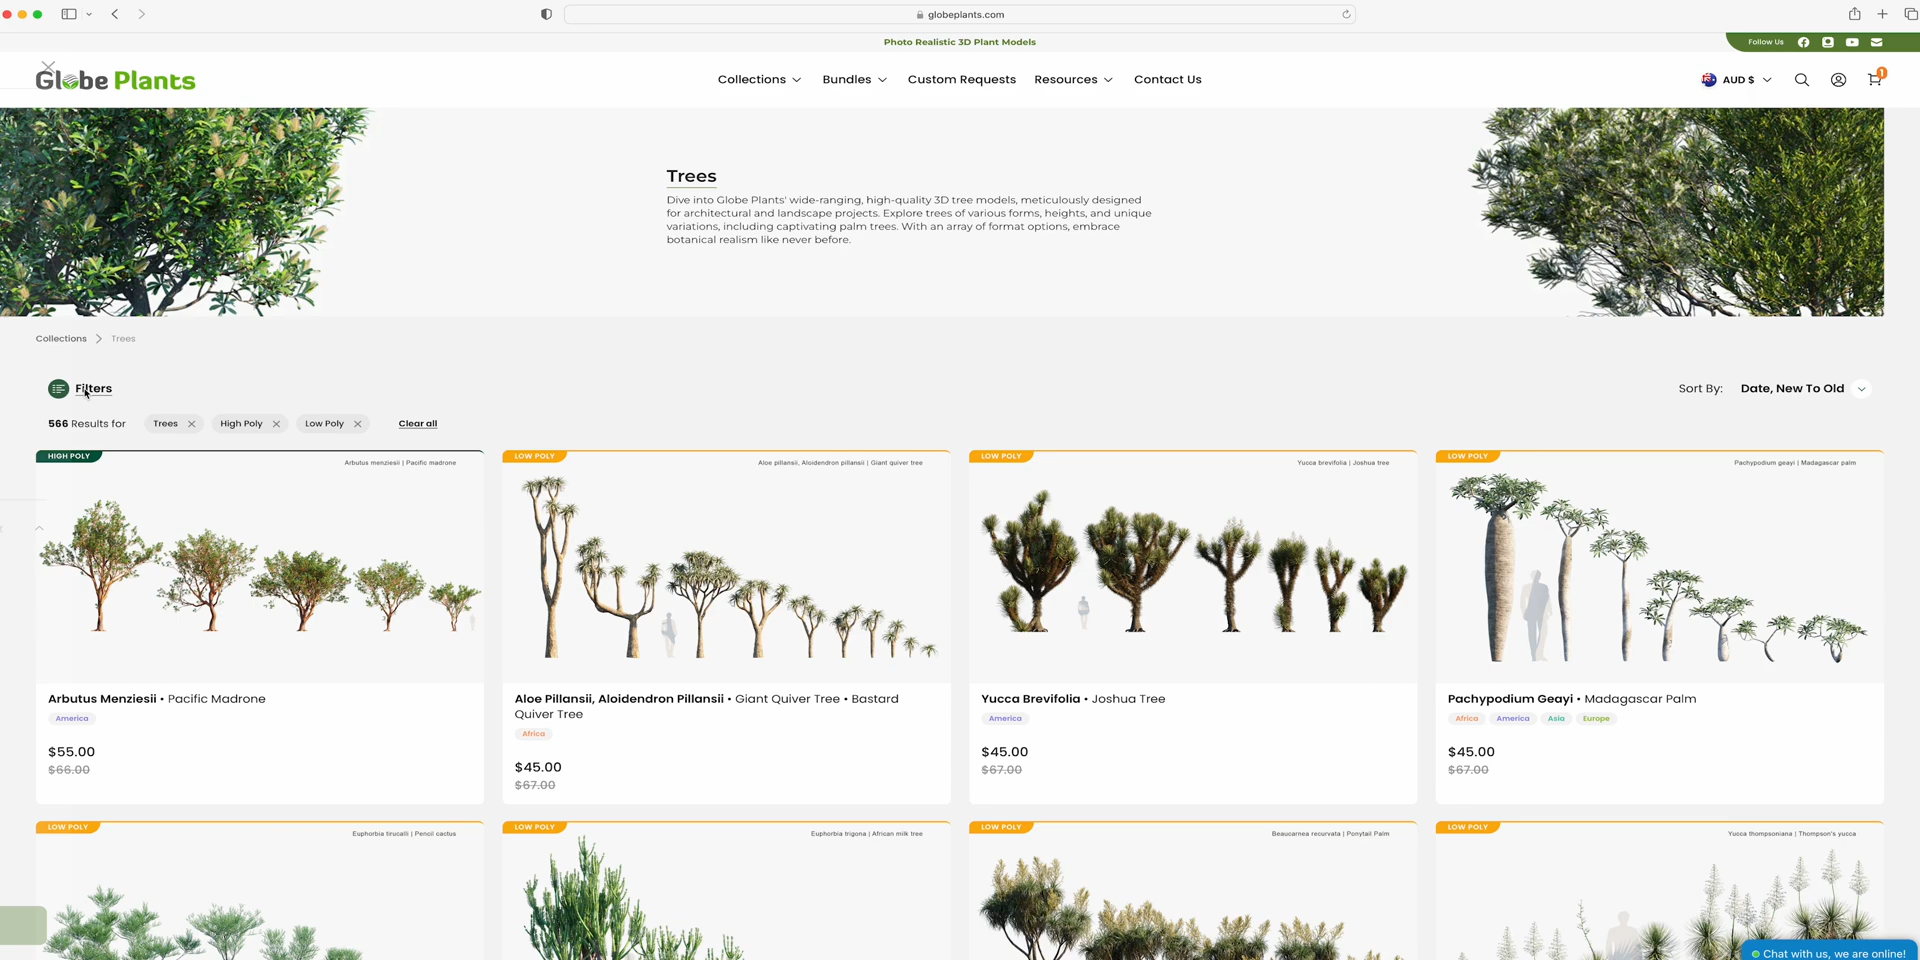 globeplants.com
Photo Realistic 3D Plant Models
Follow Us
Globe Plants
Collections
Bundles
Custom Requests
Resources
Contact Us
AUD $
1
Trees
Dive into Globe Plants' wide-ranging, high-quality 3D tree models, meticulously designed
for architectural and landscape projects. Explore trees of various forms, heights, and unique
variations, including captivating palm trees. With an array of format options, embrace
botanical realism like never before.
Collections
Trees
Filters
Sort By: Date, New To Old
566 Results for
Trees
High Poly
Low Poly
Clear all
HIGH POLY
Arbutus menziesii | Pacific madrone
LOW POLY
Aloe pillansii, Aloidendron pillansii | Giant quiver tree
LOW POLY
Yucca brevifolia | Joshua tree
LOW POLY
Pachypodium geayi | Madagascar palm
Arbutus Menziesii • Pacific Madrone
America
$55.00
$66.00
Aloe Pillansii, Aloidendron Pillansii • Giant Quiver Tree • Bastard
Quiver Tree
Africa
$45.00
$67.00
Yucca Brevifolia • Joshua Tree
America
$45.00
$67.00
Pachypodium Geayi • Madagascar Palm
Africa
America
Asia
Europe
$45.00
$67.00
LOW POLY
Euphorbia tirucalli | Pencil cactus
LOW POLY
Euphorbia trigona | African milk tree
LOW POLY
Beaucarnea recurvata | Ponytail Palm
LOW POLY
Yucca thompsoniana | Thompson's yucca
Chat with us, we are online!